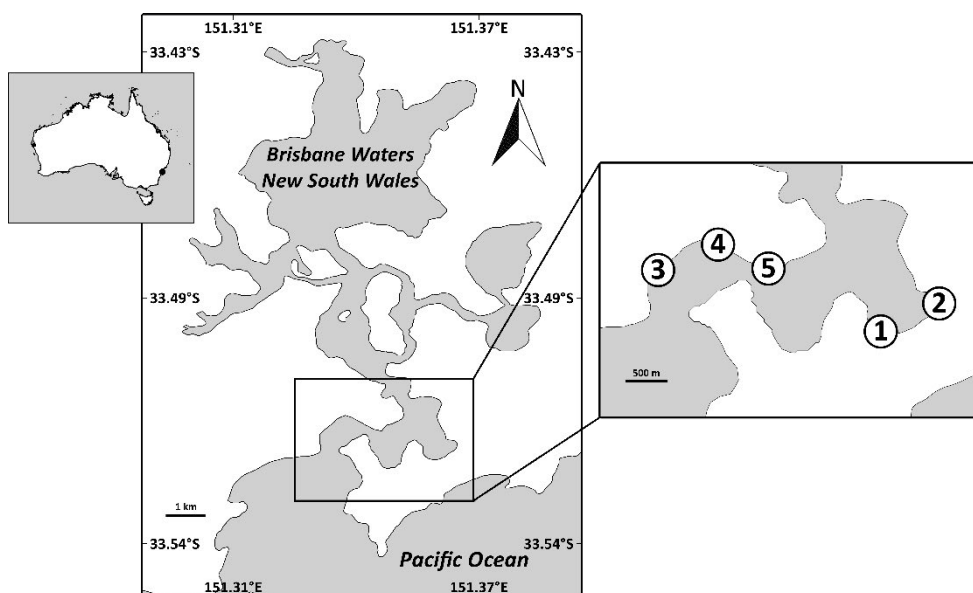 151.31°E
151.37°E
33.43°S
33.43°S
N
Brisbane Waters
New South Wales
33.49°S
33.49°S
3
4
5
2
1
500 m
1 km
33.54°S
33.54°S
Pacific Ocean
151.31°E
151.37°E